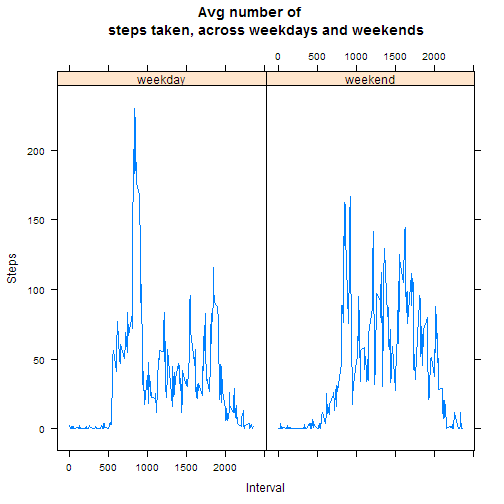 Avg number of
steps taken, across weekdays and weekends
0 500 1000 1500 2000
weekday weekend
200
150
100
50
0
Steps
0 500 1000 1500 2000
Interval